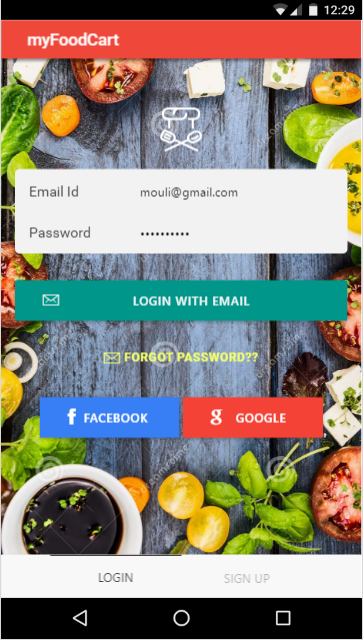 12:29
myFoodCart
Email Id mouli@gmail.com
Password ••••••••••
LOGIN WITH EMAIL
FORGOT PASSWORD??
f FACEBOOK g GOOGLE
LOGIN SIGN UP